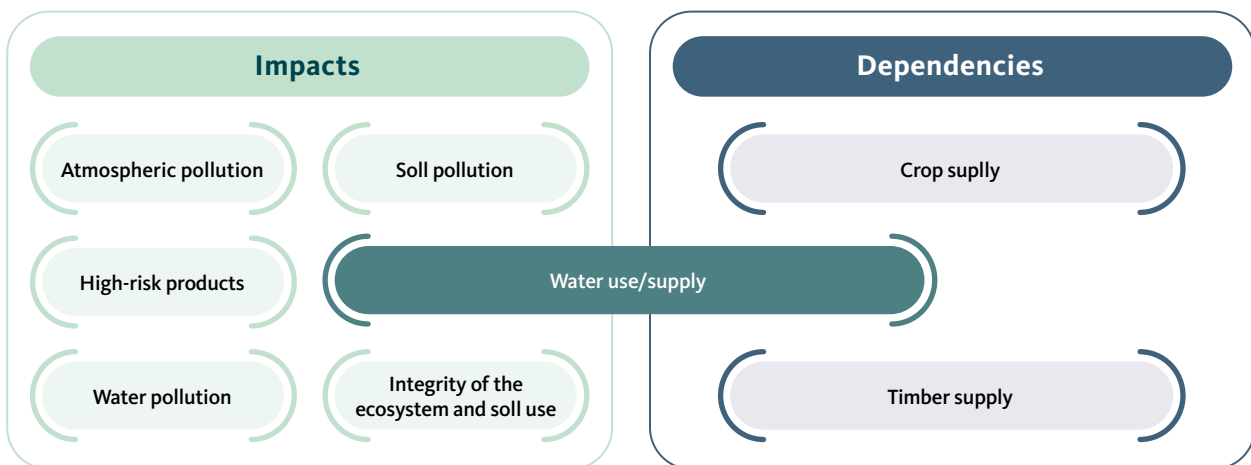 Impacts
Atmospheric pollution
Soll pollution
High-risk products
Water use/supply
Water pollution
Integrity of the
ecosystem and soll use
Dependencies
Crop suplly
Timber supply